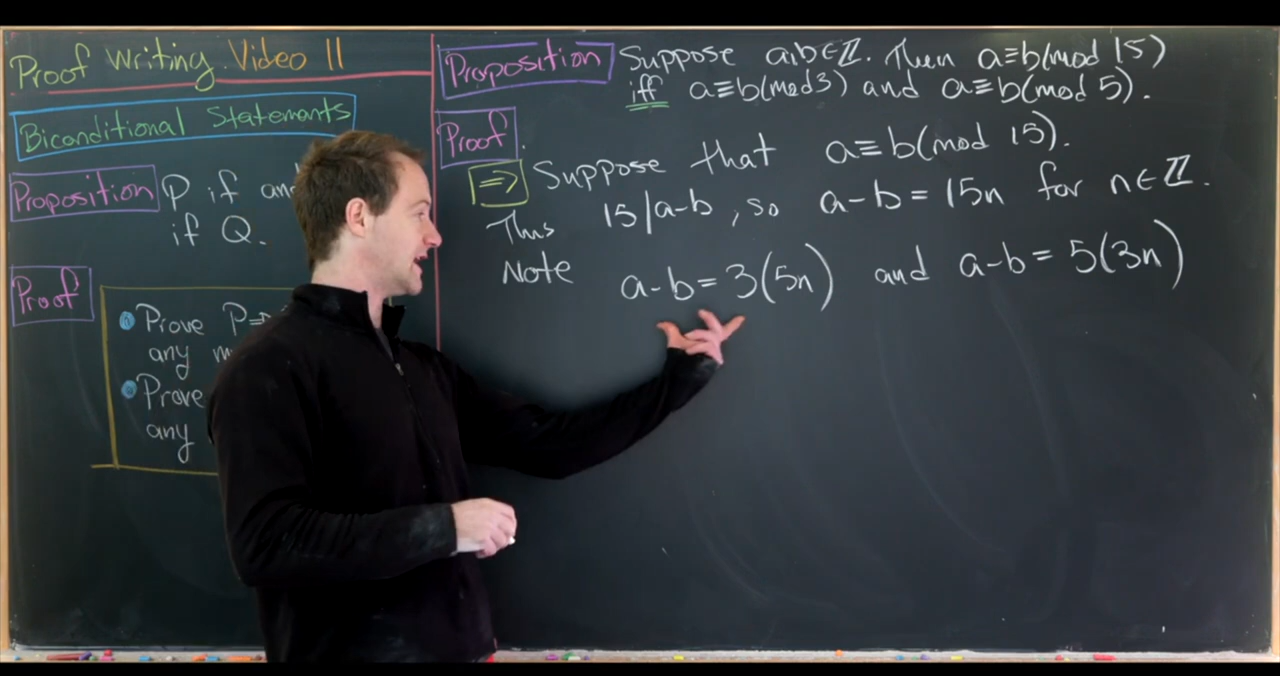 Proof Writing Video 11
Biconditional Statements
Proposition P if an
if Q.
Proof
Prove P⇒
any m
Prove
any
Proposition Suppose a,b∈ℤ. Then a≡b(mod 15)
iff a≡b(mod 3) and a≡b(mod 5).
Proof.
⇒ Suppose that a≡b(mod 15).
This 15|a-b, so a-b=15n for n∈ℤ.
Note a-b=3(5n) and a-b=5(3n)